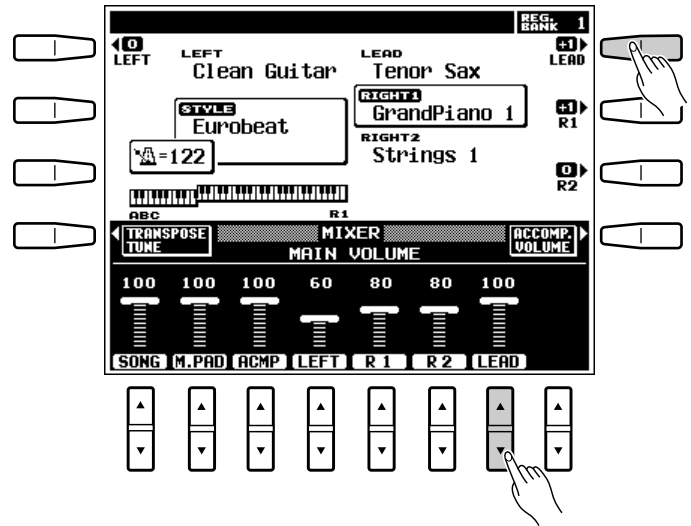 REG. BANK 1
0 LEFT
LEFT
Clean Guitar
LEAD
Tenor Sax
+1 LEAD
STYLE
Eurobeat
=122
RIGHT1
GrandPiano 1
+1 R1
RIGHT2
Strings 1
0 R2
ABC R1
TRANSPOSE TUNE
MIXER
MAIN VOLUME
ACCOMP. VOLUME
100 100 100 60 80 80 100
SONG M.PAD ACMP LEFT R 1 R 2 LEAD